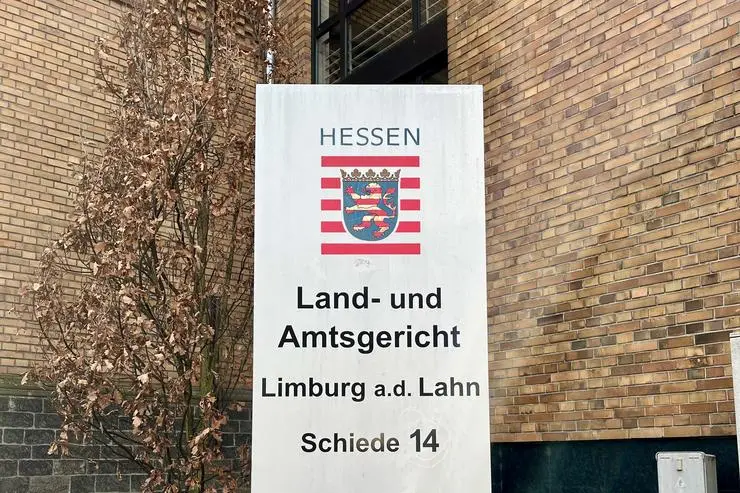 HESSEN
Land- und
Amtsgericht
Limburg a.d. Lahn
Schiede 14